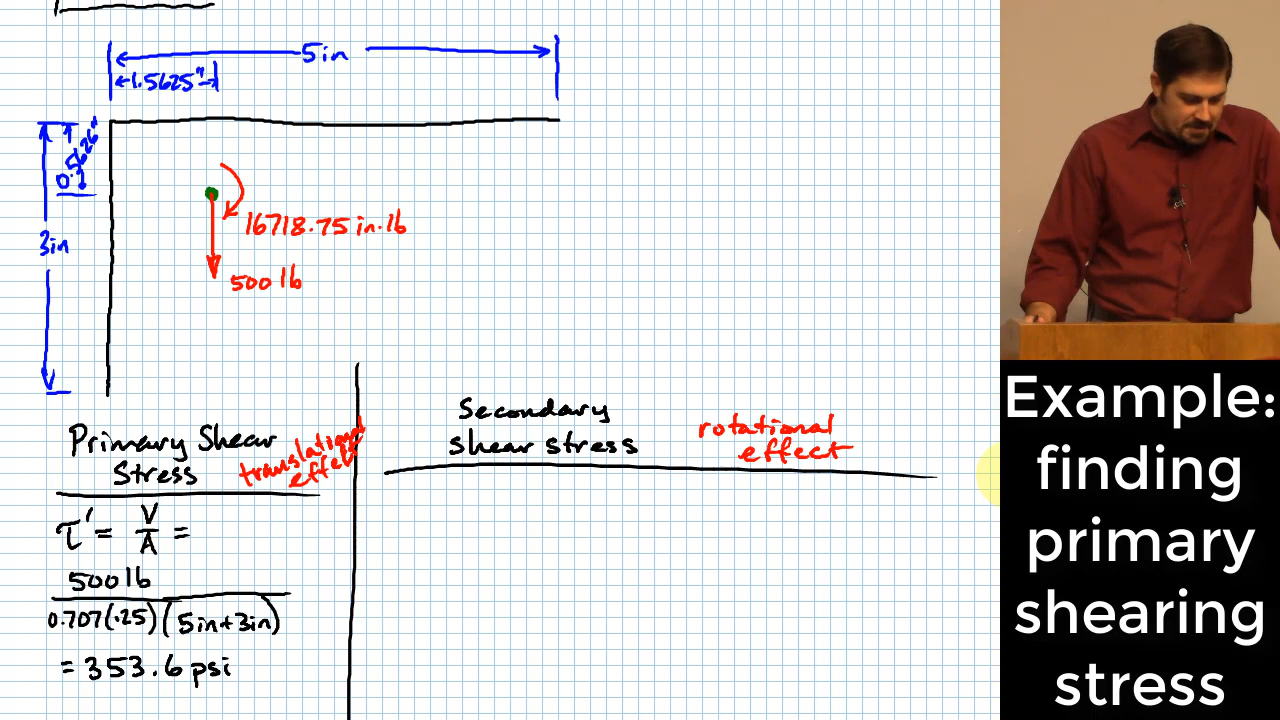 5in
1.5625"
0.5626"
3in
16718.75 in·lb
500 lb
Primary Shear
Stress
translational
effect
τ' = V/A =
500 lb
0.707(.25)(5in+3in)
= 353.6 psi
Secondary
shear stress
rotational
effect
Example:
finding
primary
shearing
stress